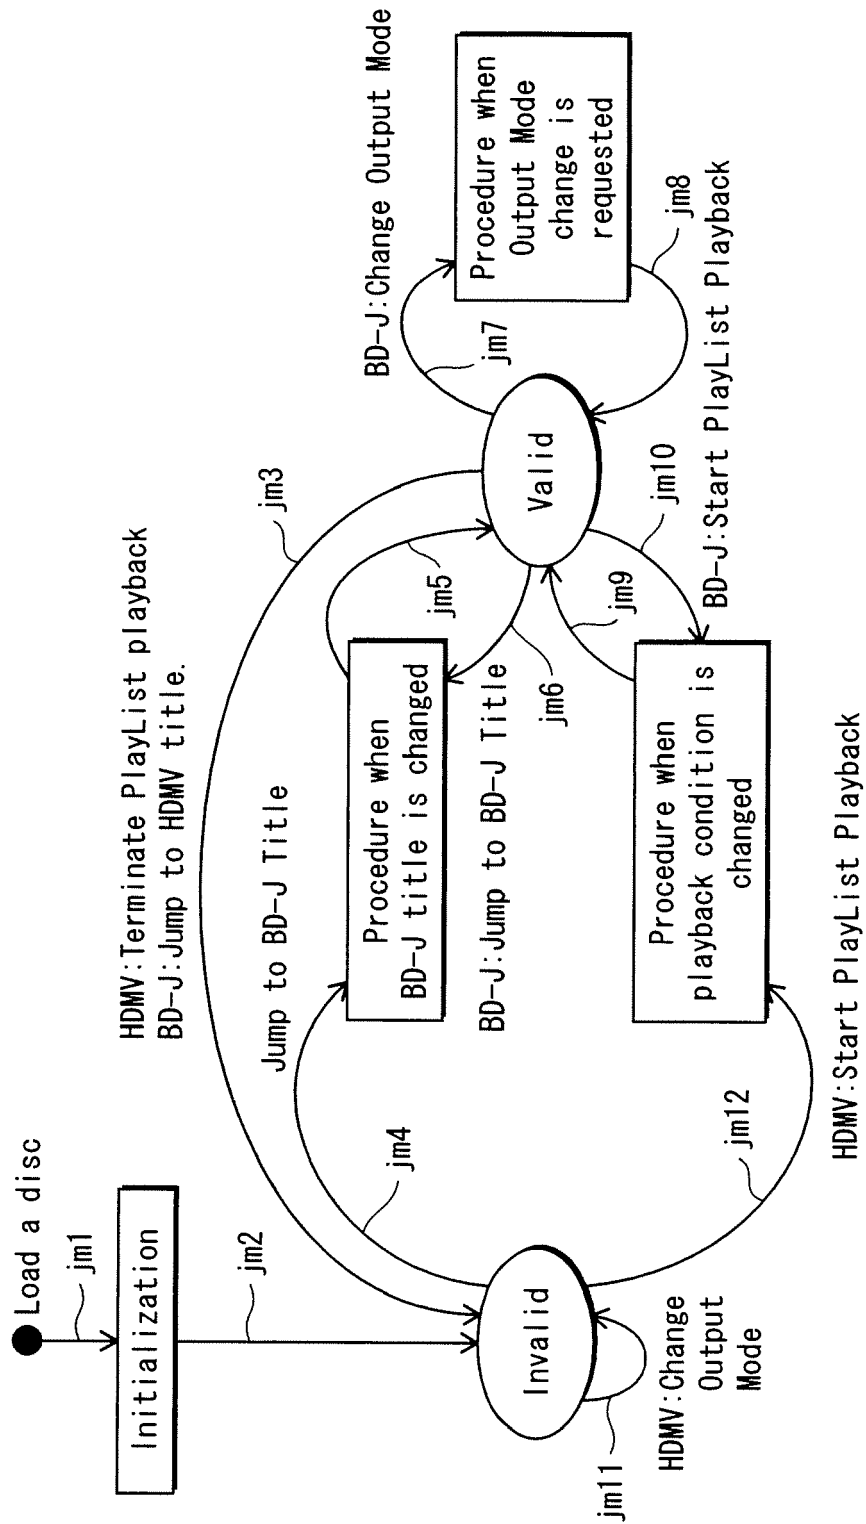 Load a disc
jm1
Initialization
jm2
HDMV:Terminate PlayList playback
BD-J:Jump to HDMV title.
jm3
Jump to BD-J Title
jm4
Procedure when
BD-J title is changed
jm5
BD-J:Jump to BD-J Title
jm6
BD-J:Change Output Mode
jm7
Procedure when
Output Mode
change is
requested
jm8
Valid
Invalid
jm9
jm10
BD-J:Start PlayList Playback
Procedure when
playback condition is
changed
jm11
HDMV:Change
Output
Mode
jm12
HDMV:Start PlayList Playback